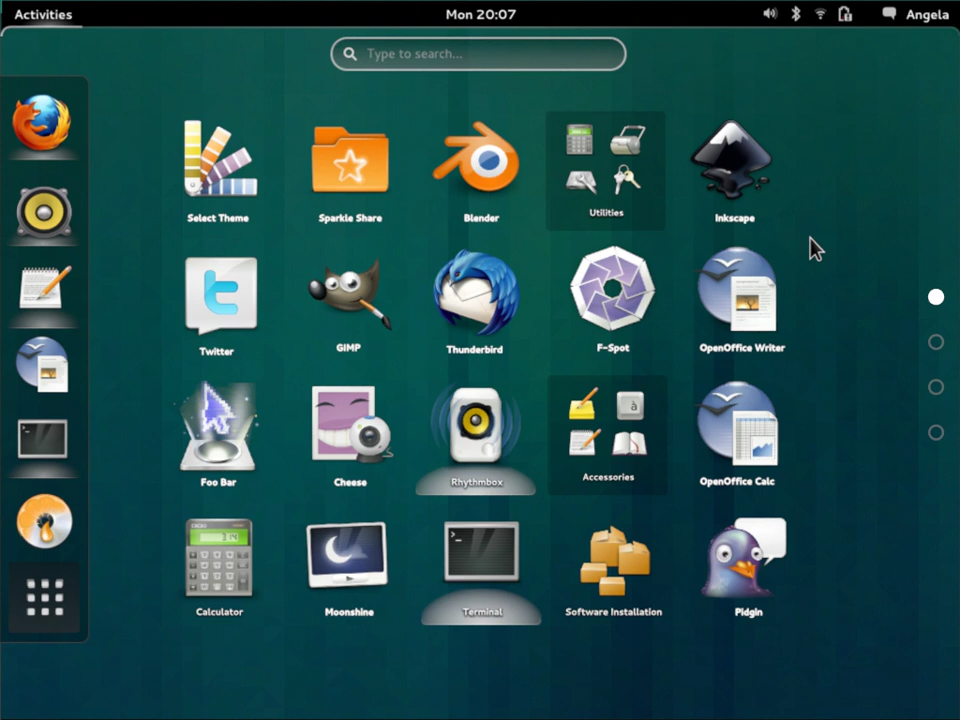 Activities
Mon 20:07
Angela
Type to search...
Select Theme
Sparkle Share
Blender
Utilities
Inkscape
Twitter
GIMP
Thunderbird
F-Spot
OpenOffice Writer
Foo Bar
Cheese
Rhythmbox
à
Accessories
OpenOffice Calc
Calculator
Moonshine
>_
Terminal
Software Installation
Pidgin